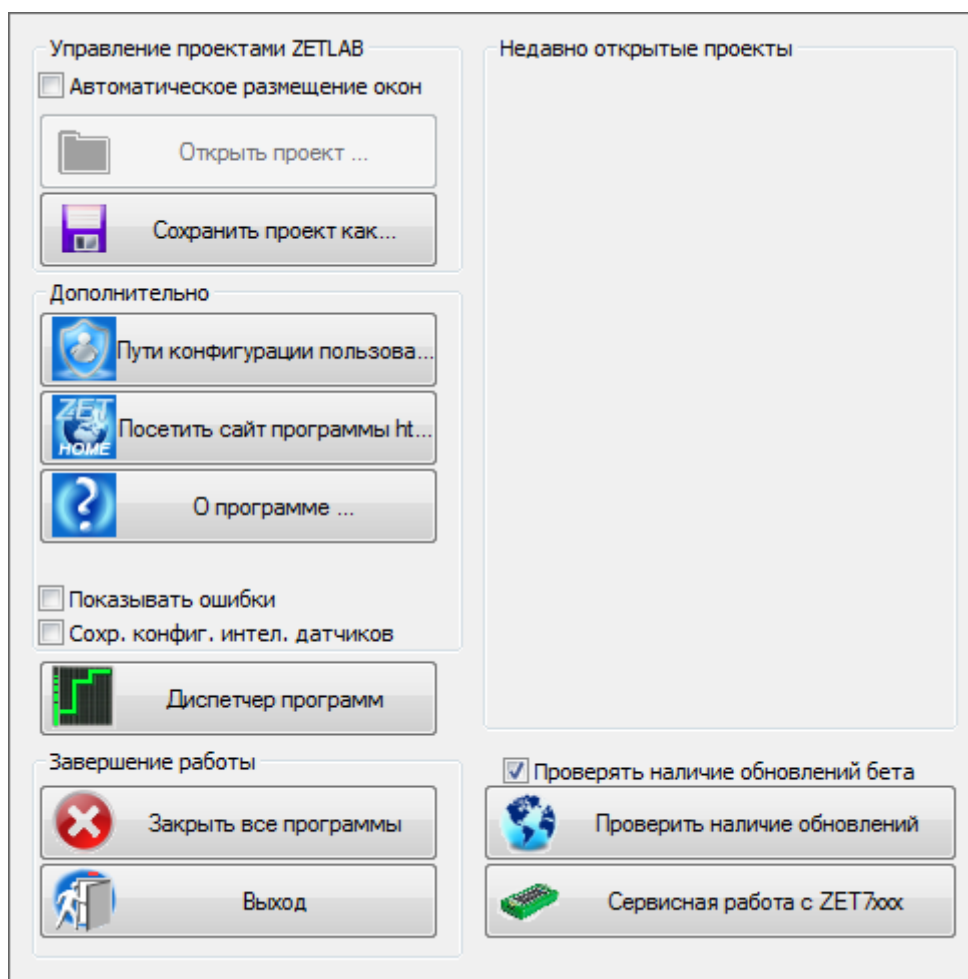 Управление проектами ZETLAB
Автоматическое размещение окон
Открыть проект ...
Сохранить проект как...
Дополнительно
Пути конфигурации пользова...
ZET
HOME
Посетить сайт программы ht...
О программе ...
Показывать ошибки
Сохр. конфиг. интел. датчиков
Диспетчер программ
Завершение работы
Закрыть все программы
Выход
Недавно открытые проекты
Проверять наличие обновлений бета
Проверить наличие обновлений
Сервисная работа с ZET7xxx